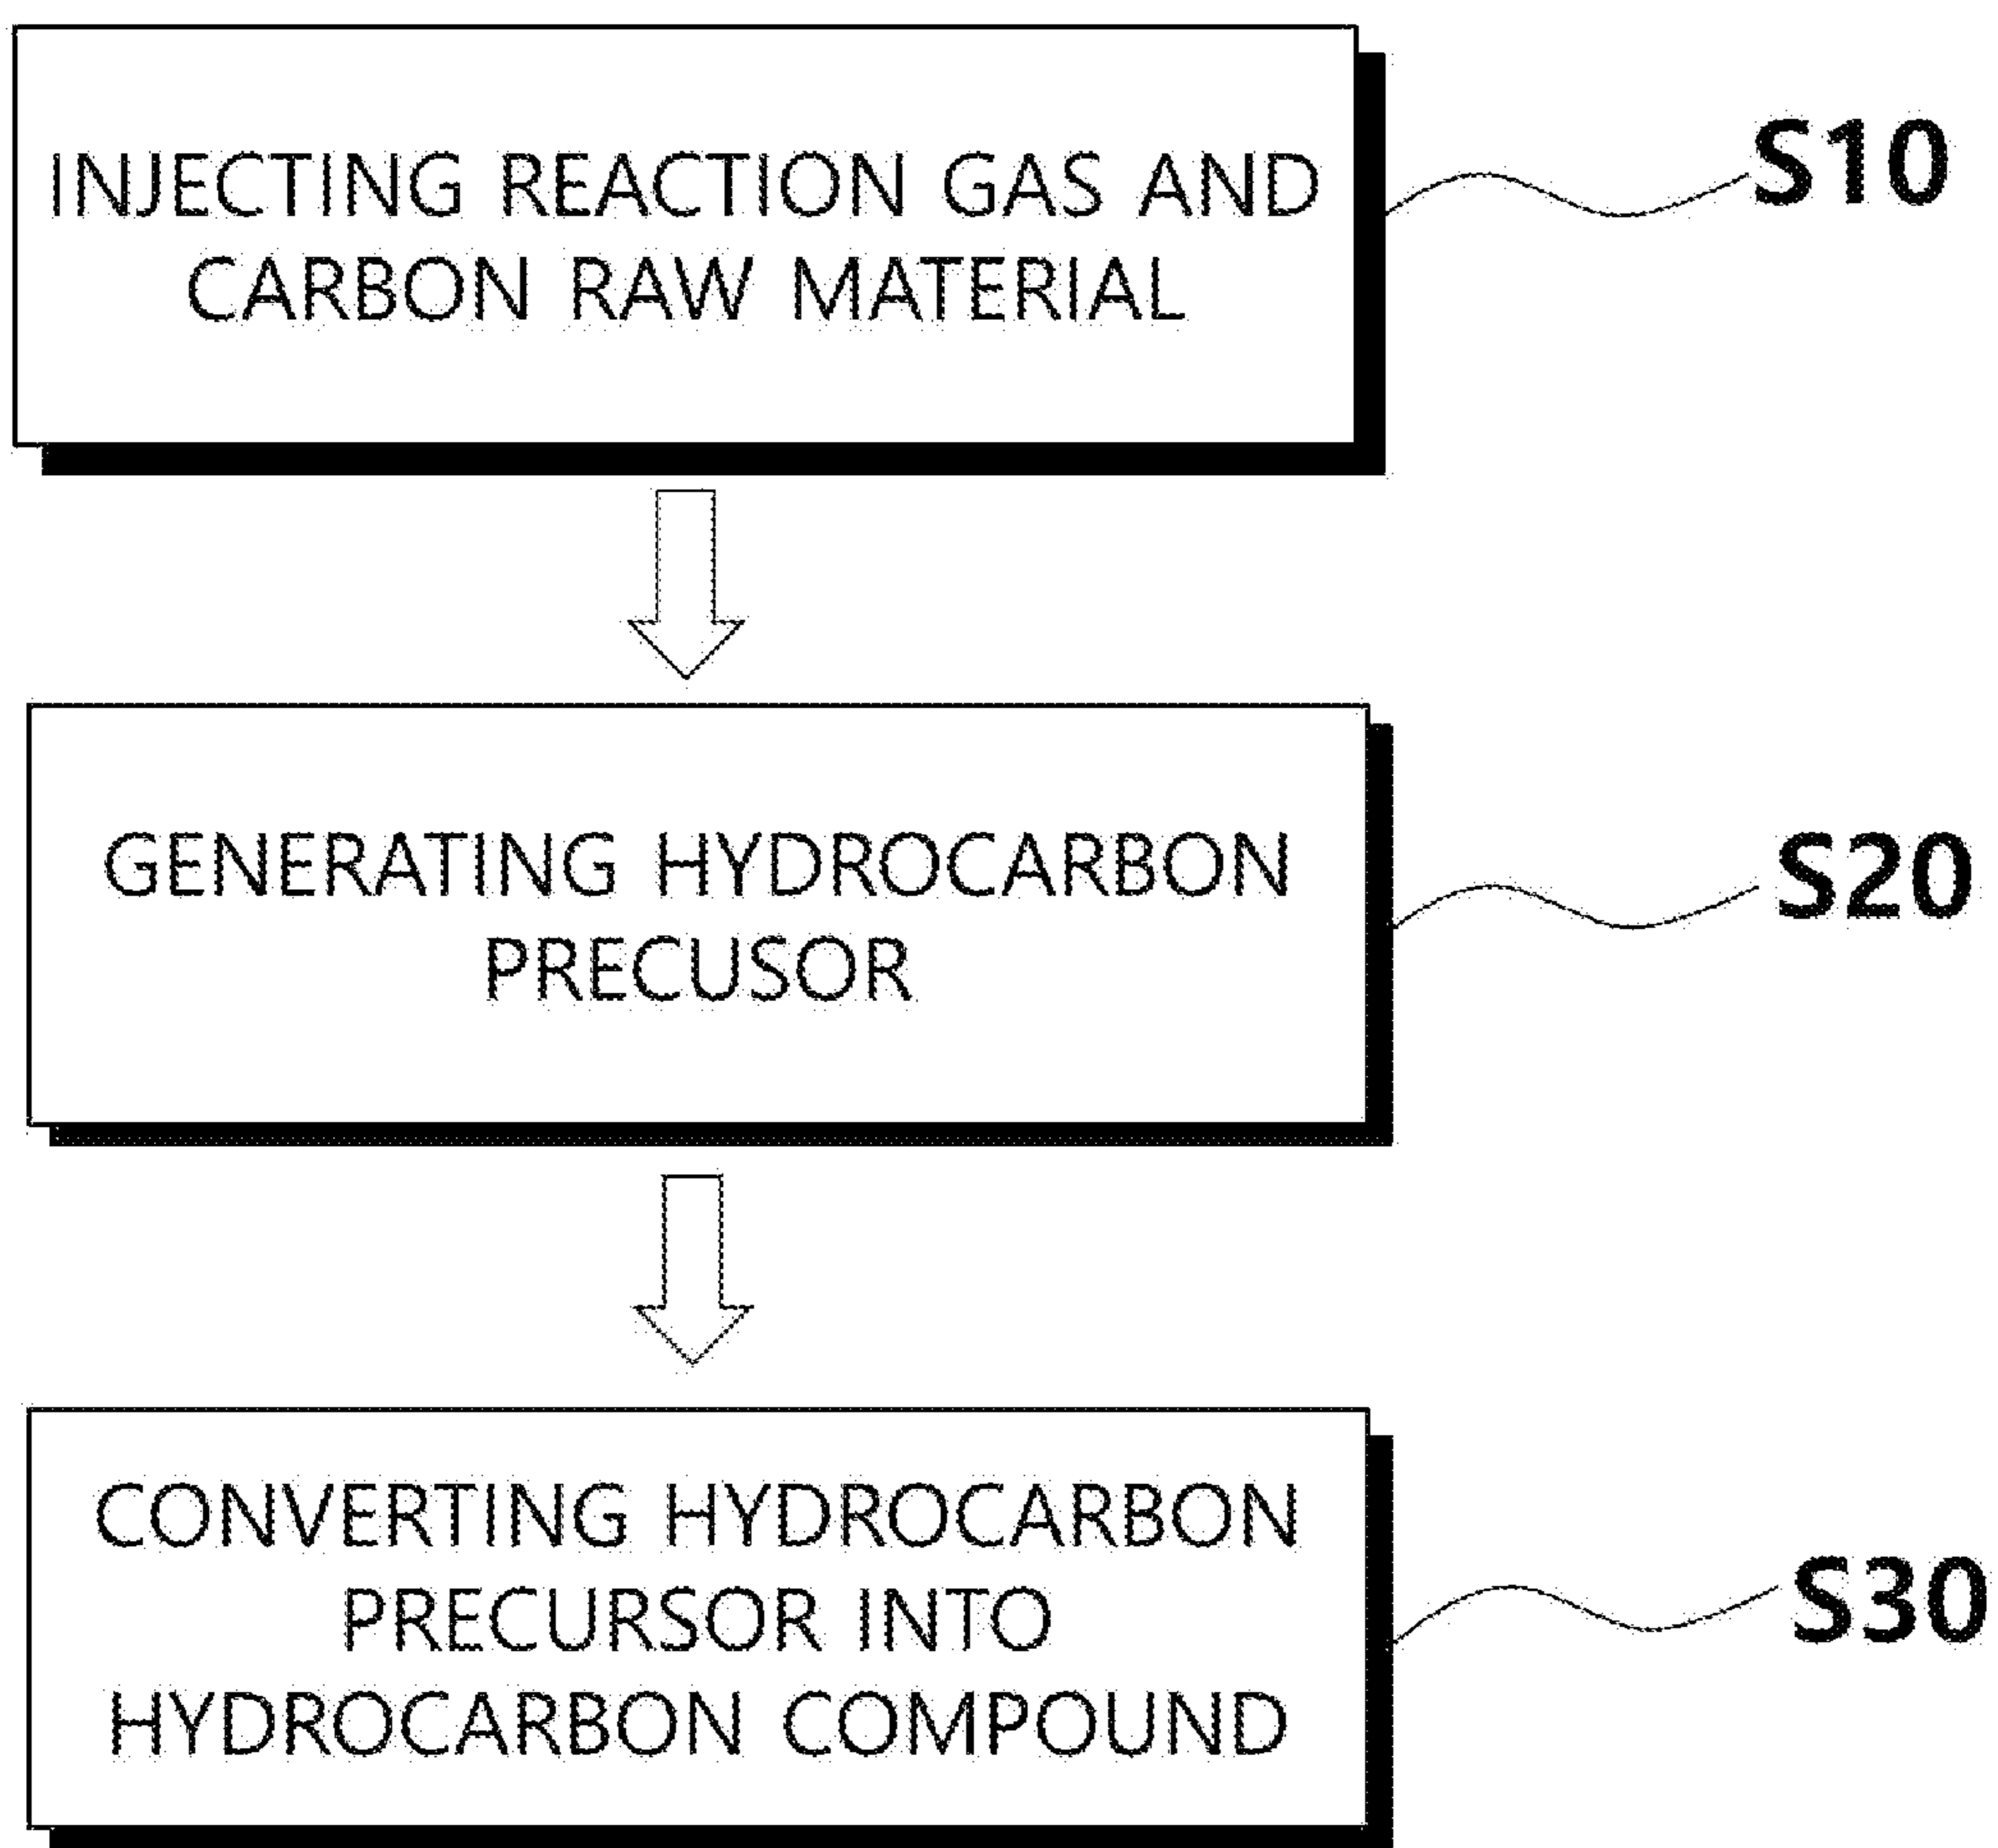 INJECTING REACTION GAS AND
CARBON RAW MATERIAL
S10
GENERATING HYDROCARBON
PRECUSOR
S20
CONVERTING HYDROCARBON
PRECURSOR INTO
HYDROCARBON COMPOUND
S30